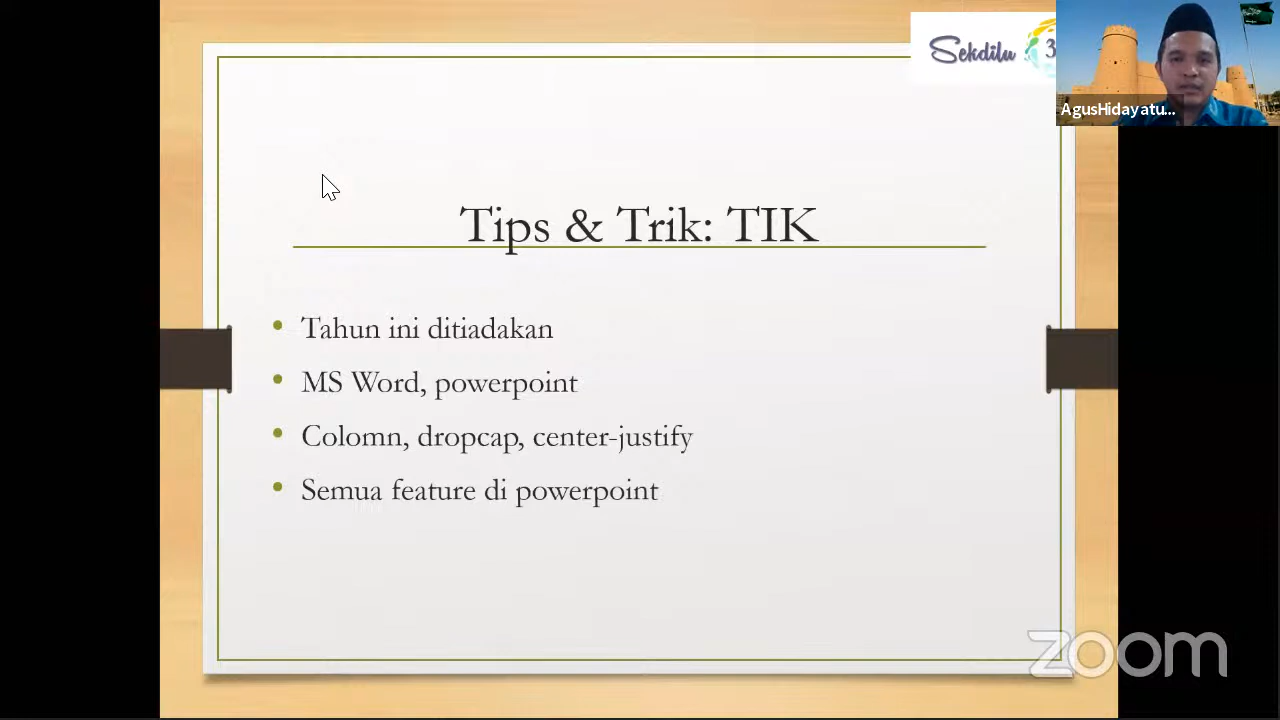 Sekdilu 3
AgusHidayatu...
Tips & Trik: TIK
• Tahun ini ditiadakan
• MS Word, powerpoint
• Colomn, dropcap, center-justify
• Semua feature di powerpoint
zoom